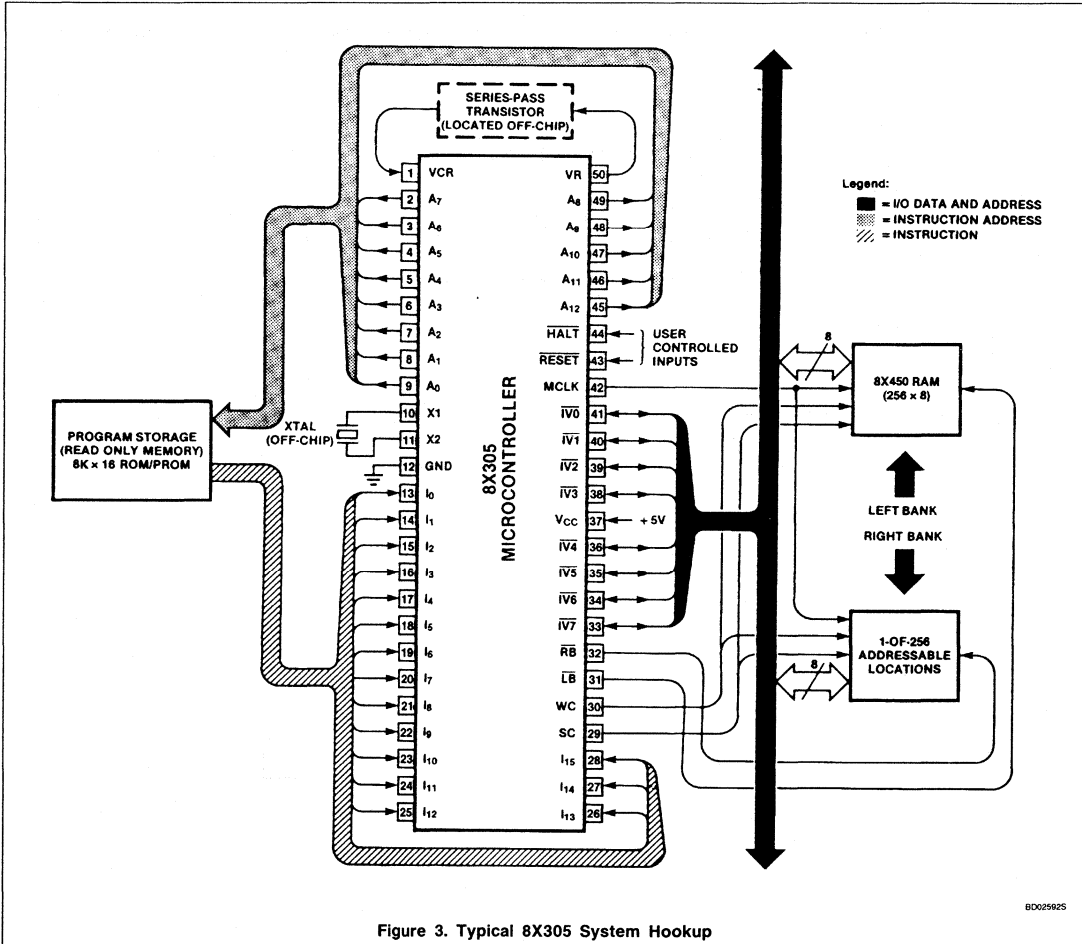 SERIES-PASS
TRANSISTOR
(LOCATED OFF-CHIP)
1 VCR
VR 50
2 A7
A8 49
3 A6
A9 48
4 A5
A10 47
5 A4
A11 46
6 A3
A12 45
7 A2
HALT 44
8 A1
RESET 43
9 A0
MCLK 42
10 X1
IV0 41
11 X2
IV1 40
12 GND
IV2 39
13 I0
IV3 38
14 I1
VCC 37 + 5V
15 I2
IV4 36
16 I3
IV5 35
17 I4
IV6 34
18 I5
IV7 33
19 I6
RB 32
20 I7
LB 31
21 I8
WC 30
22 I9
SC 29
23 I10
I15 28
24 I11
I14 27
25 I12
I13 26
8X305
MICROCONTROLLER
USER
CONTROLLED
INPUTS
XTAL
(OFF-CHIP)
PROGRAM STORAGE
(READ ONLY MEMORY)
8K × 16 ROM/PROM
Legend:
= I/O DATA AND ADDRESS
= INSTRUCTION ADDRESS
= INSTRUCTION
8
8X450 RAM
(256 × 8)
LEFT BANK
RIGHT BANK
8
1-OF-256
ADDRESSABLE
LOCATIONS
BD02592S
Figure 3. Typical 8X305 System Hookup